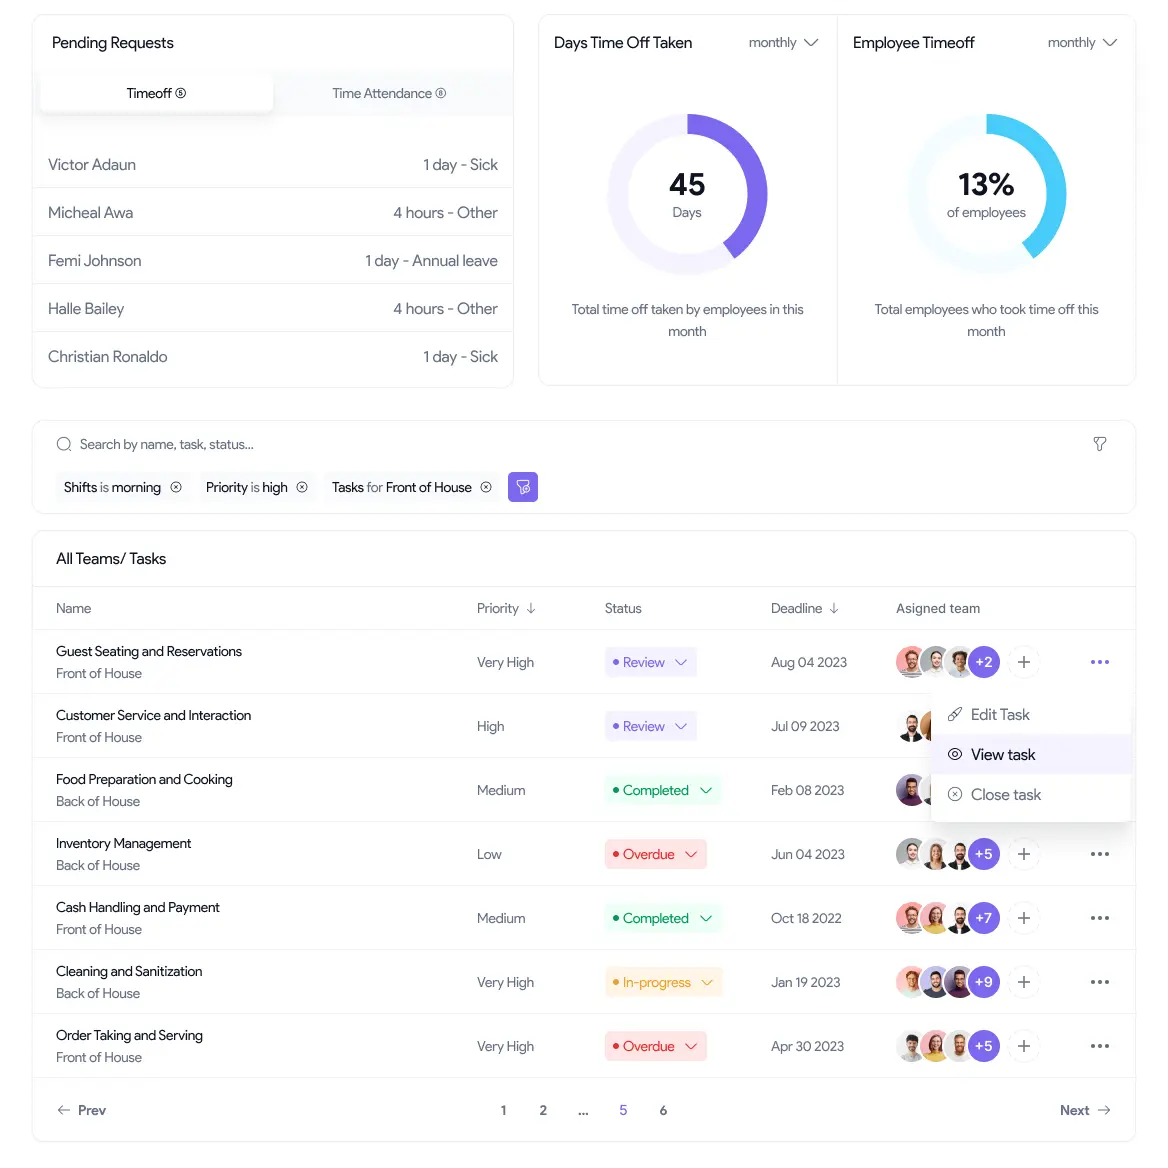 Pending Requests
Timeoff ⑤
Time Attendance ⑧
Victor Adaun
1 day - Sick
Micheal Awa
4 hours - Other
Femi Johnson
1 day - Annual leave
Halle Bailey
4 hours - Other
Christian Ronaldo
1 day - Sick
Days Time Off Taken
monthly
45
Days
Total time off taken by employees in this
month
Employee Timeoff
monthly
13%
of employees
Total employees who took time off this
month
Search by name, task, status...
Shifts is morning
Priority is high
Tasks for Front of House
All Teams/ Tasks
Name
Priority ↓
Status
Deadline ↓
Asigned team
Guest Seating and Reservations
Front of House
Very High
• Review
Aug 04 2023
+2
+
•••
Edit Task
View task
Close task
Customer Service and Interaction
Front of House
High
• Review
Jul 09 2023
Food Preparation and Cooking
Back of House
Medium
• Completed
Feb 08 2023
Inventory Management
Back of House
Low
• Overdue
Jun 04 2023
+5
+
•••
Cash Handling and Payment
Front of House
Medium
• Completed
Oct 18 2022
+7
+
•••
Cleaning and Sanitization
Back of House
Very High
• In-progress
Jan 19 2023
+9
+
•••
Order Taking and Serving
Front of House
Very High
• Overdue
Apr 30 2023
+5
+
•••
← Prev
1 2 ... 5 6
Next →